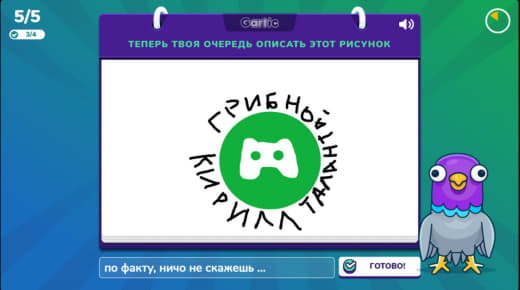 5/5
3/4
Gartic
ТЕПЕРЬ ТВОЯ ОЧЕРЕДЬ ОПИСАТЬ ЭТОТ РИСУНОК
ГРИБНОЙ
ТАЛАНТ
КИРИЛЛ
по факту, ничо не скажешь ...
ГОТОВО!